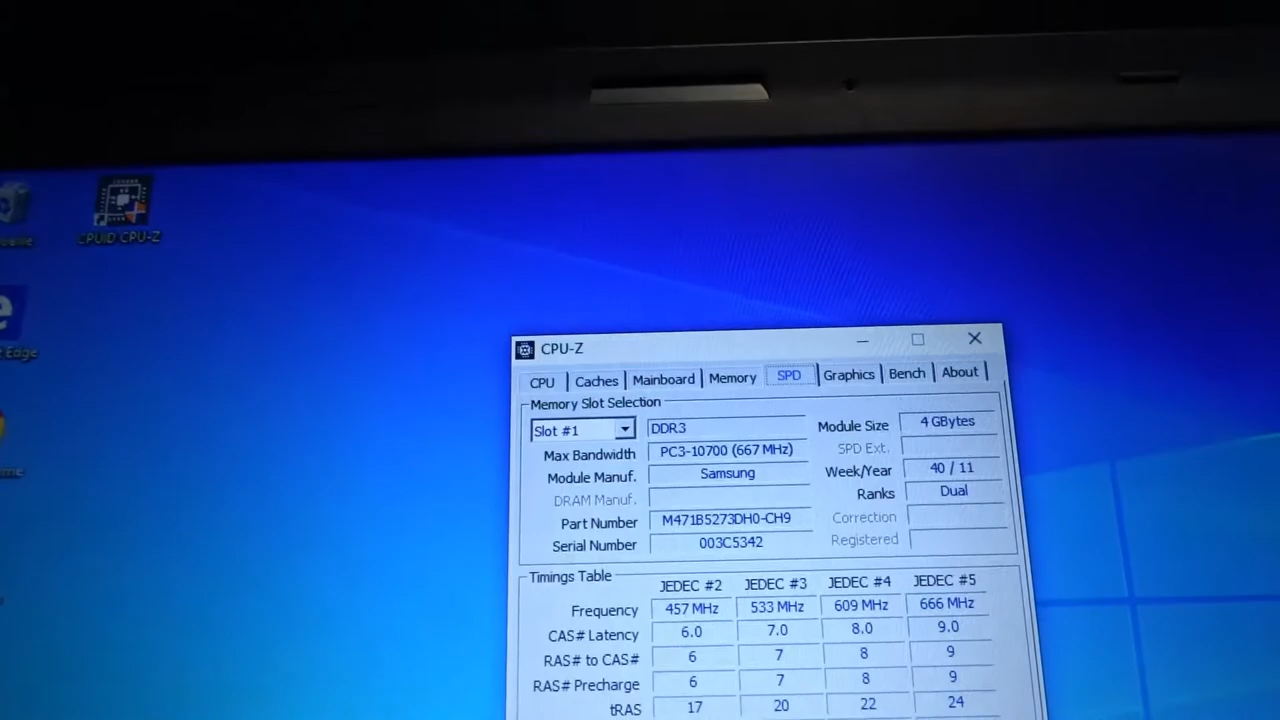 CPUID CPU-Z
Edge
CPU-Z
CPU Caches Mainboard Memory SPD Graphics Bench About
Memory Slot Selection
Slot #1 DDR3 Module Size 4 GBytes
Max Bandwidth PC3-10700 (667 MHz) SPD Ext.
Module Manuf. Samsung Week/Year 40 / 11
DRAM Manuf. Ranks Dual
Part Number M471B5273DH0-CH9 Correction
Serial Number 003C5342 Registered
Timings Table
JEDEC #2 JEDEC #3 JEDEC #4 JEDEC #5
Frequency 457 MHz 533 MHz 609 MHz 666 MHz
CAS# Latency 6.0 7.0 8.0 9.0
RAS# to CAS# 6 7 8 9
RAS# Precharge 6 7 8 9
tRAS 17 20 22 24